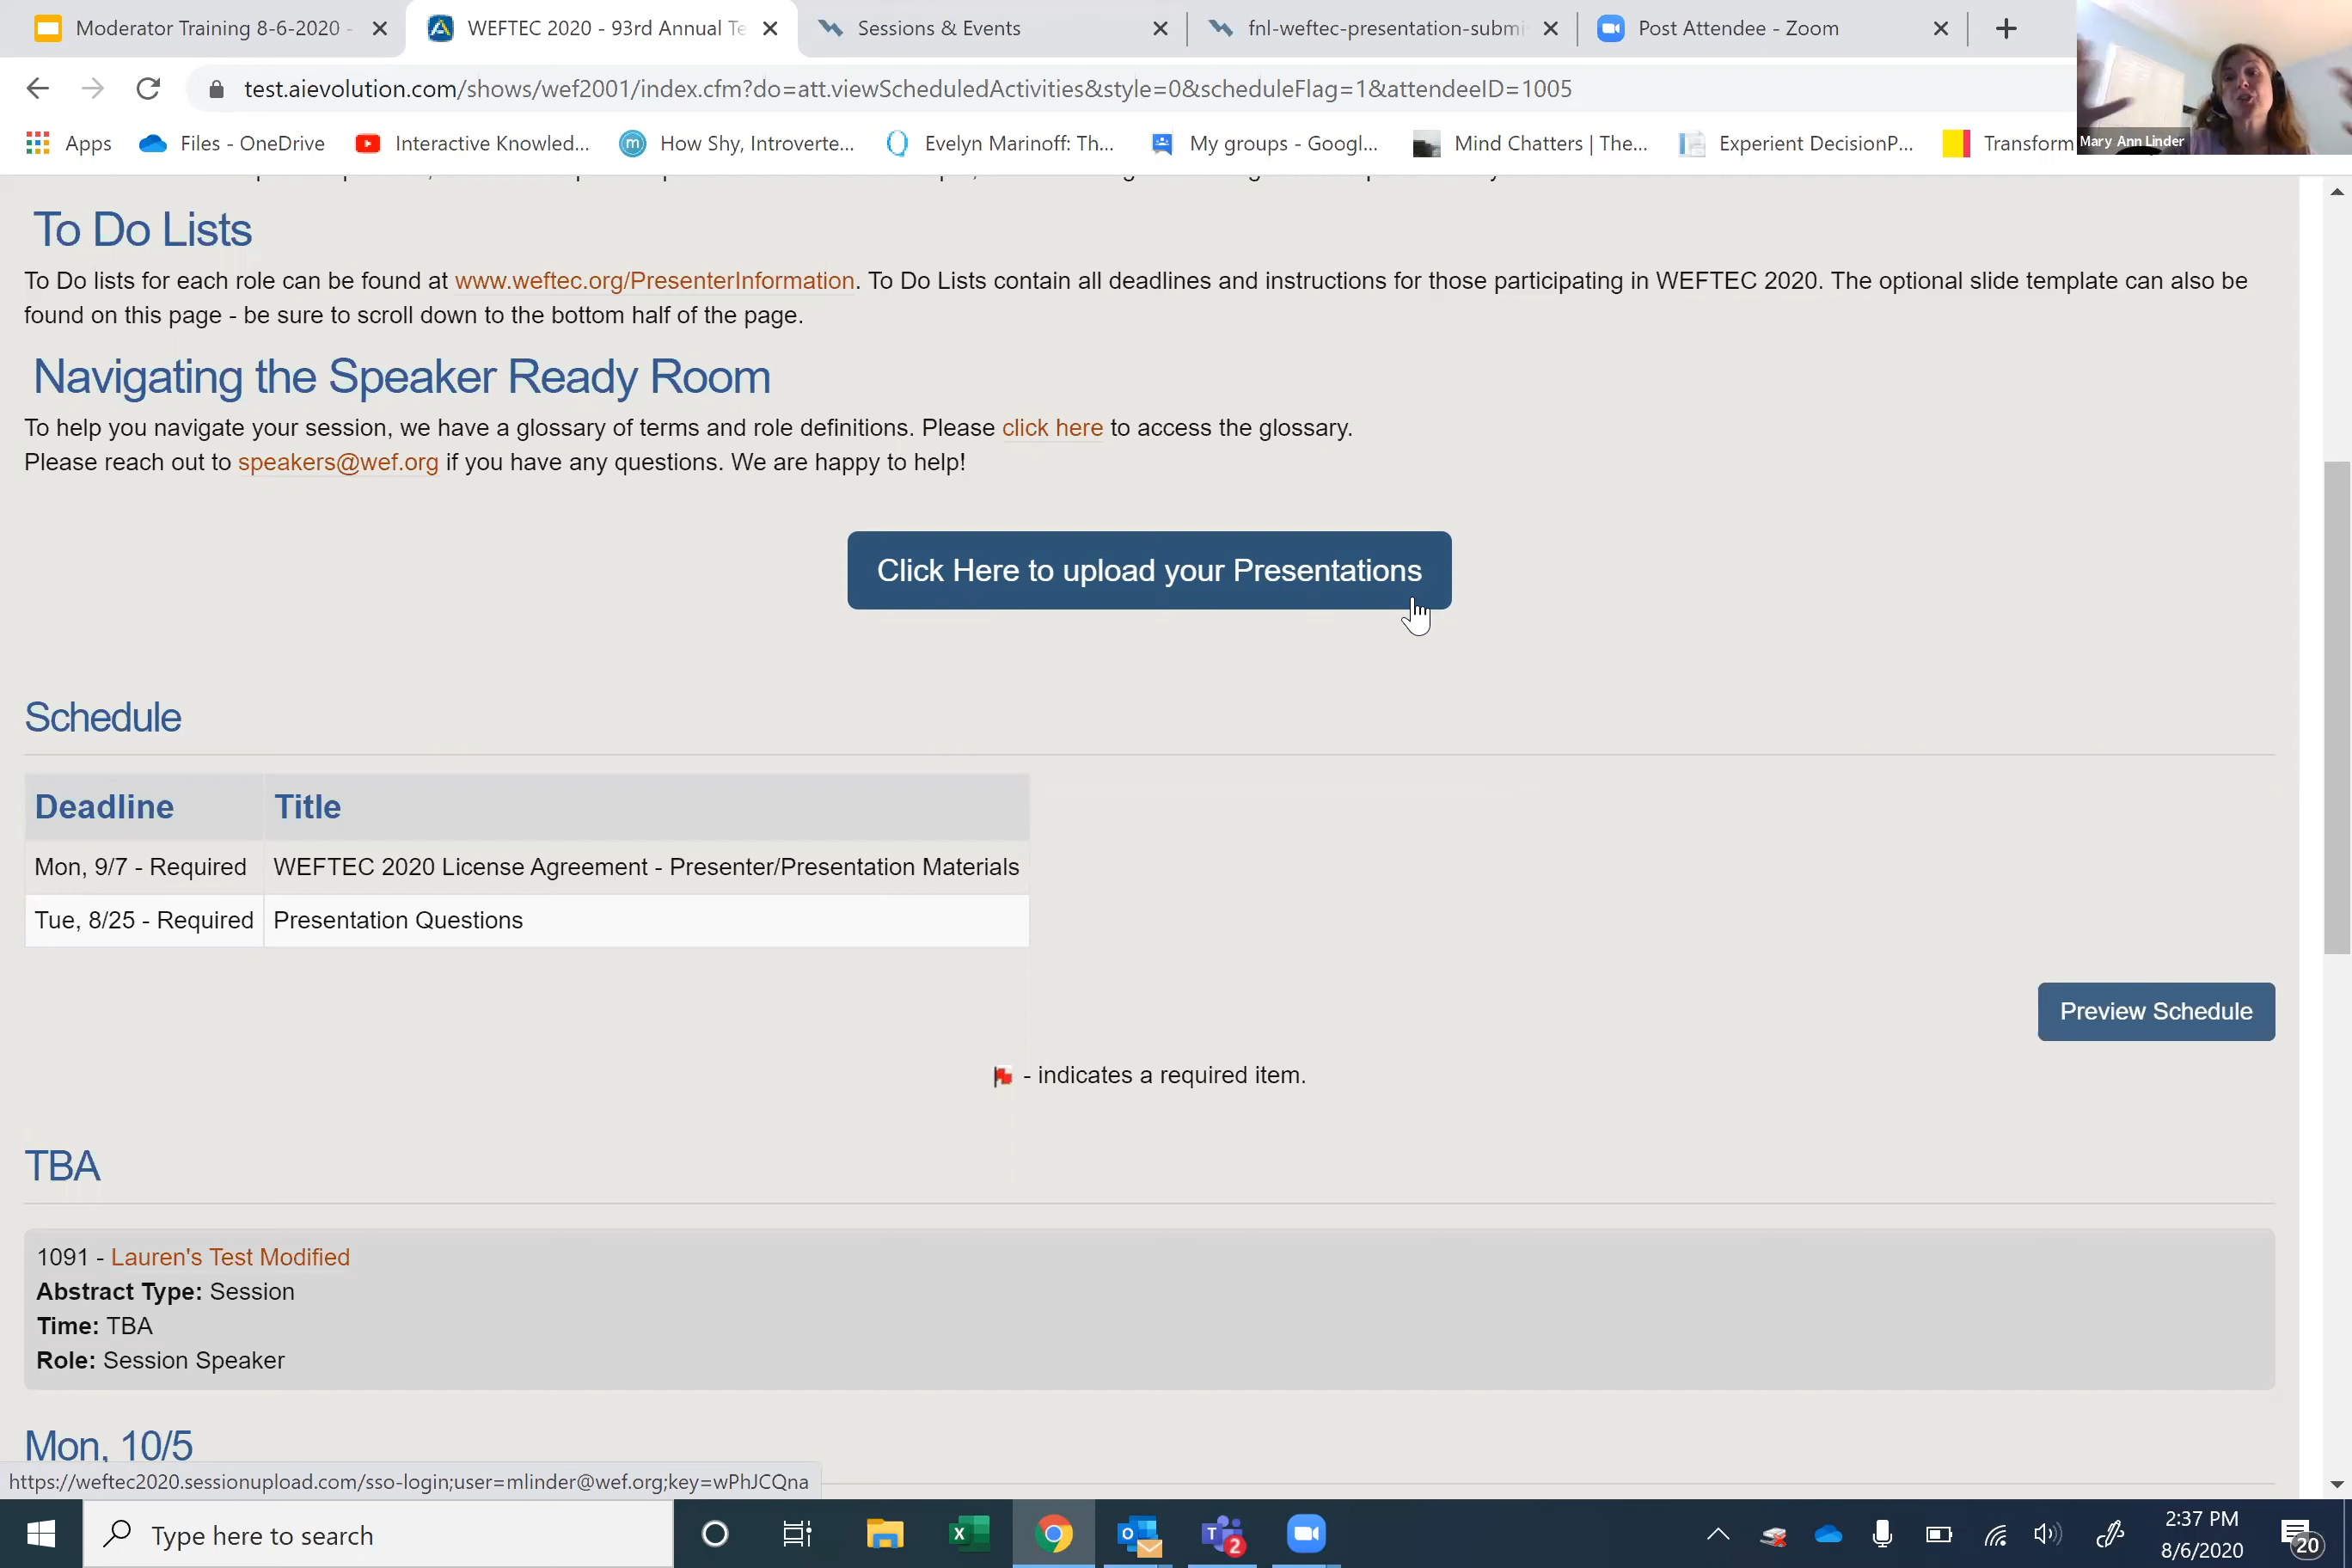 Moderator Training 8-6-2020 -
WEFTEC 2020 - 93rd Annual Te
Sessions & Events
fnl-weftec-presentation-submi
Post Attendee - Zoom
test.aievolution.com/shows/wef2001/index.cfm?do=att.viewScheduledActivities&style=0&scheduleFlag=1&attendeeID=1005
Apps
Files - OneDrive
Interactive Knowled...
How Shy, Introverte...
Evelyn Marinoff: Th...
My groups - Googl...
Mind Chatters | The...
Experient DecisionP...
Transform
Mary Ann Linder
To Do Lists
To Do lists for each role can be found at www.weftec.org/PresenterInformation. To Do Lists contain all deadlines and instructions for those participating in WEFTEC 2020. The optional slide template can also be
found on this page - be sure to scroll down to the bottom half of the page.
Navigating the Speaker Ready Room
To help you navigate your session, we have a glossary of terms and role definitions. Please click here to access the glossary.
Please reach out to speakers@wef.org if you have any questions. We are happy to help!
Click Here to upload your Presentations
Schedule
Deadline Title
Mon, 9/7 - Required WEFTEC 2020 License Agreement - Presenter/Presentation Materials
Tue, 8/25 - Required Presentation Questions
Preview Schedule
- indicates a required item.
TBA
1091 - Lauren's Test Modified
Abstract Type: Session
Time: TBA
Role: Session Speaker
Mon, 10/5
https://weftec2020.sessionupload.com/sso-login;user=mlinder@wef.org;key=wPhJCQna
Type here to search
2
2:37 PM
8/6/2020
20